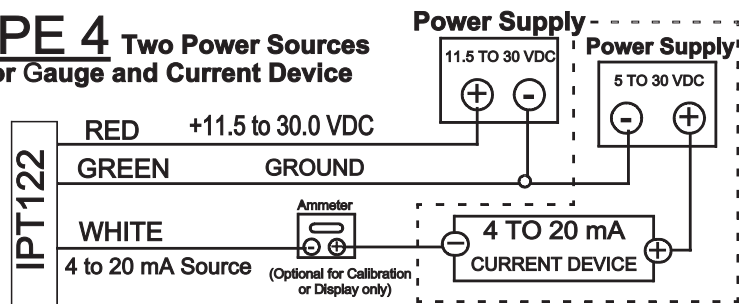 PE 4 Two Power Sources
or Gauge and Current Device
Power Supply
11.5 TO 30 VDC
+ -
Power Supply
5 TO 30 VDC
- +
IPT122
RED +11.5 to 30.0 VDC
GREEN GROUND
WHITE
4 to 20 mA Source
Ammeter
- +
(Optional for Calibration
or Display only)
- 4 TO 20 mA +
CURRENT DEVICE